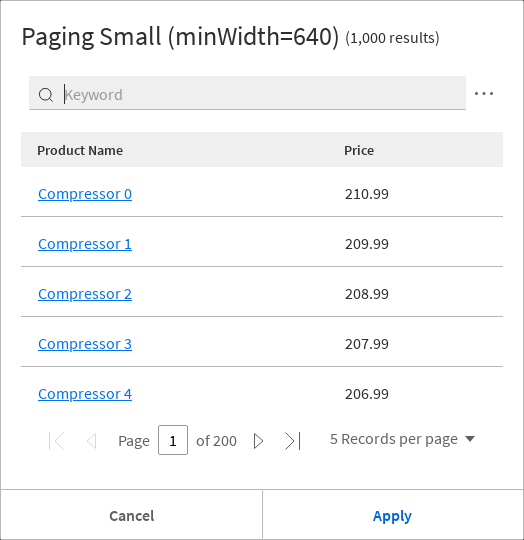 Paging Small (minWidth=640) (1,000 results)
Keyword
Product Name Price
Compressor 0 210.99
Compressor 1 209.99
Compressor 2 208.99
Compressor 3 207.99
Compressor 4 206.99
Page 1 of 200 5 Records per page
Cancel Apply